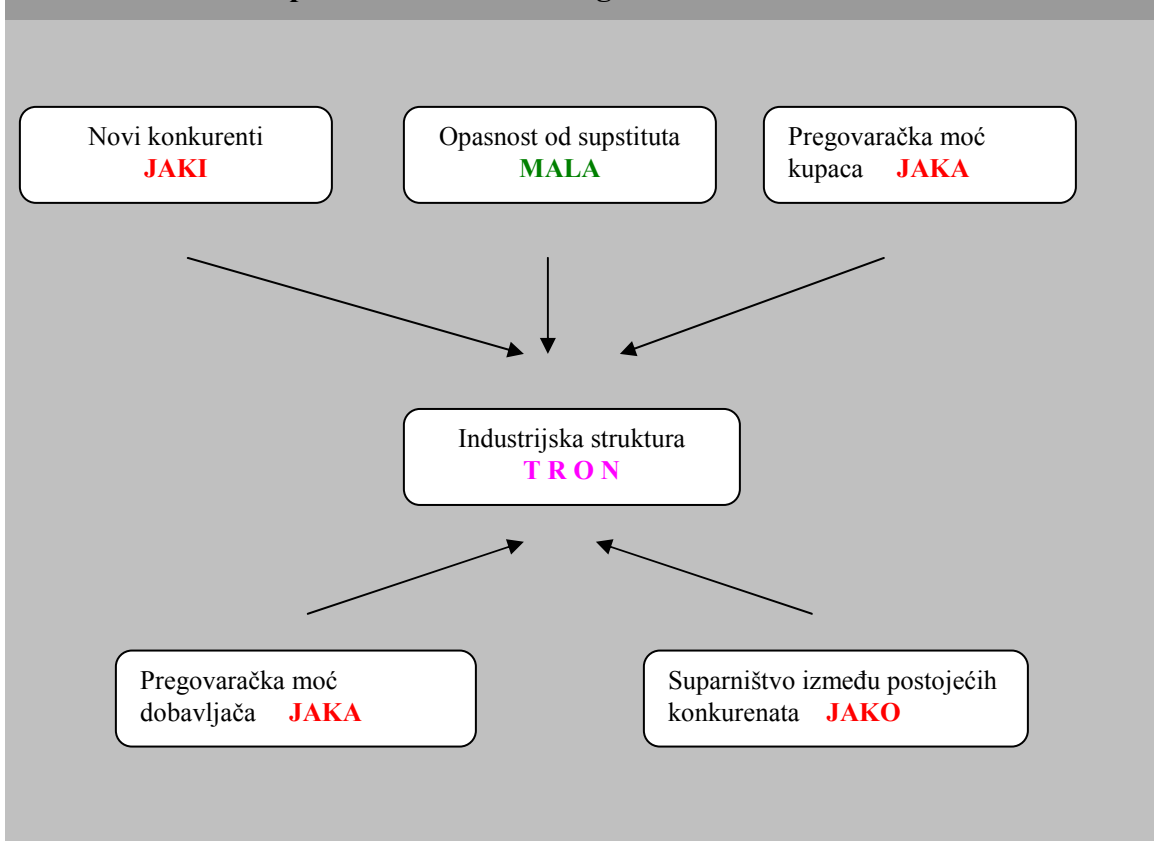 Novi konkurenti
JAKI
Opasnost od supstituta
MALA
Pregovaračka moć
kupaca JAKA
Industrijska struktura
T R O N
Pregovaračka moć
dobavljača JAKA
Suparništvo između postojećih
konkurenata JAKO